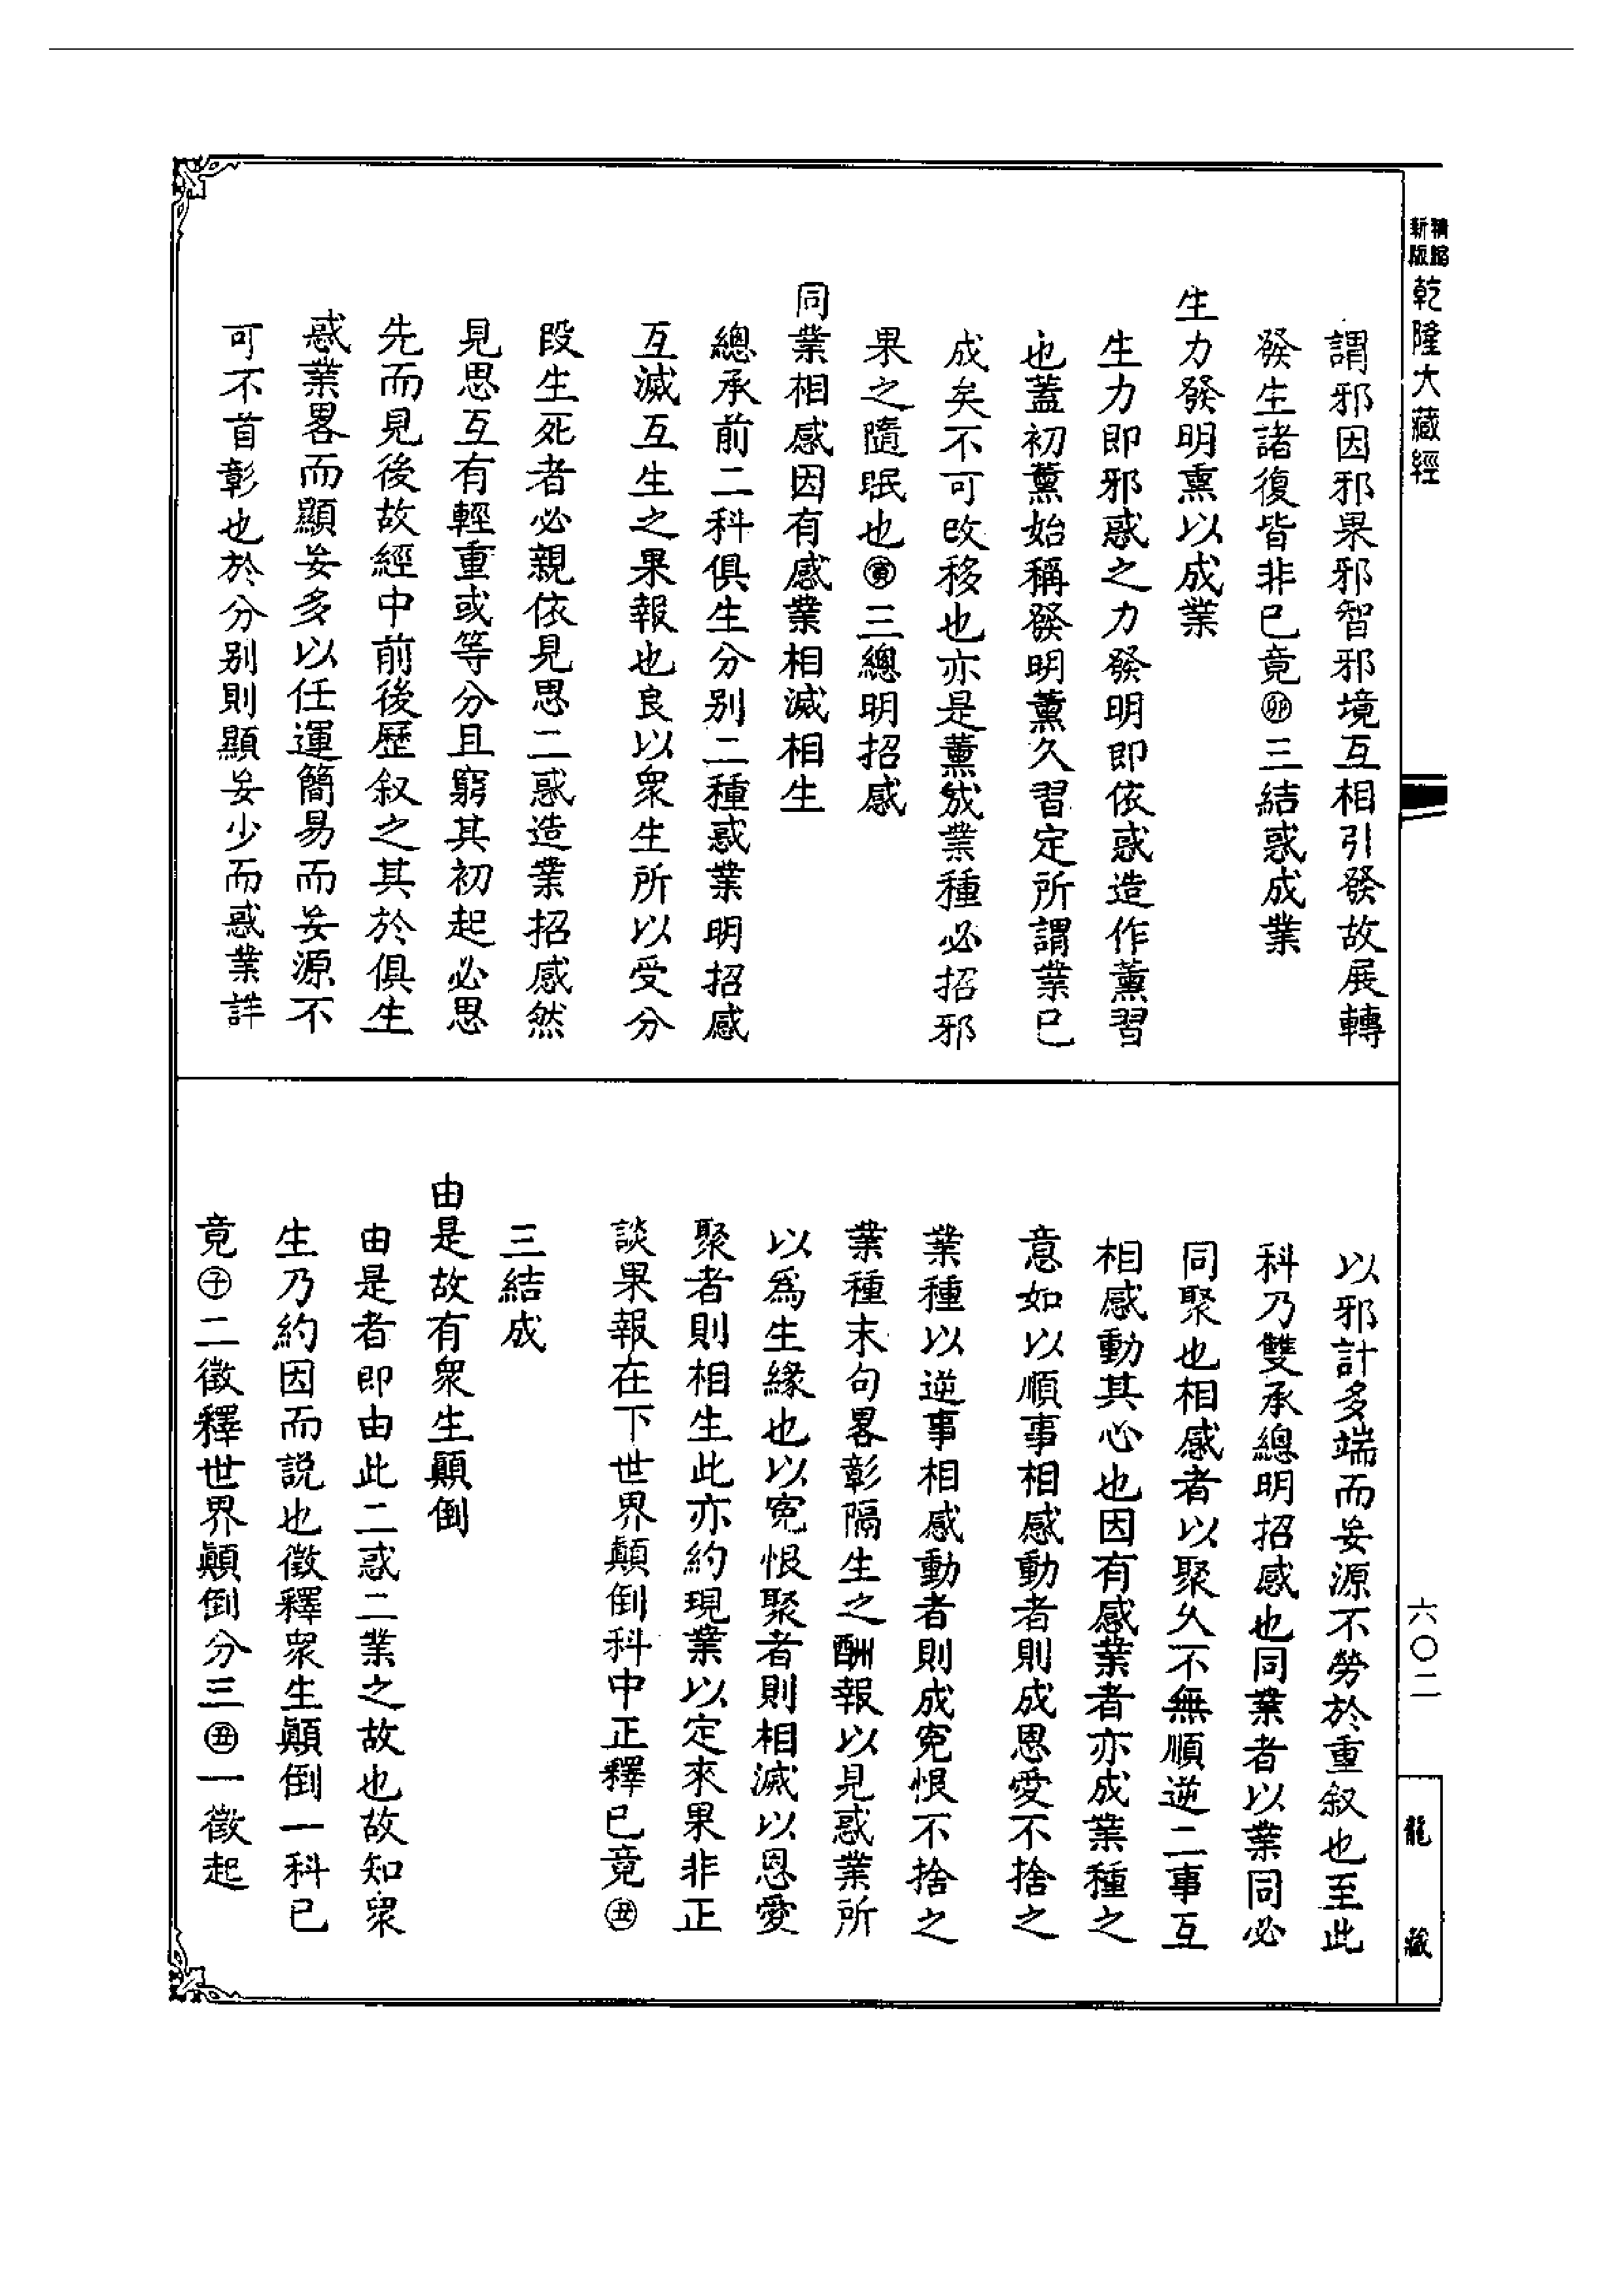 新版
精縮
乾隆大藏經
謂邪因邪果邪智邪境互相引發故展轉
發生諸復皆非已竟㊞三結惑成業
生力發明熏以成業
生力即邪惑之力發明即依惑造作薰習
也蓋初薰始稱發明薰久習定所謂業已
成矣不可改移也亦是薰成業種必招邪
果之隨眠也寅三總明招感
同業相感因有感業相滅相生
總承前二科俱生分別二種惑業明招感
互滅互生之果報也良以衆生所以受分
段生死者必親依見思二惑造業招感然
見思互有輕重或等分且窮其初起必思
先而見後故經中前後歷叙之其於俱生
惑業畧而顯妄多以任運簡易而妄源不
可不首彰也於分別則顯妄少而惑業詳
以邪計多端而妄源不勞於重叙也至此
科乃雙承總明招感也同業者以業同必
同聚也相感者以聚久不無順逆二事互
相感動其心也因有感業者亦成業種之
意如以順事相感動者則成恩愛不捨之
業種以逆事相感動者則成寃恨不捨之
業種末句畧彰隔生之酬報以見惑業所
以爲生緣也以寃恨聚者則相滅以恩愛
聚者則相生此亦約現業以定來果非正
談果報在下世界顛倒科中正釋已竟丑
三結成
由是故有衆生顛倒
由是者即由此二惑二業之故也故知衆
生乃約因而説也徵釋衆生顛倒一科已
竟子二徵釋世界顛倒分三丑一徵起
六〇二
龍藏